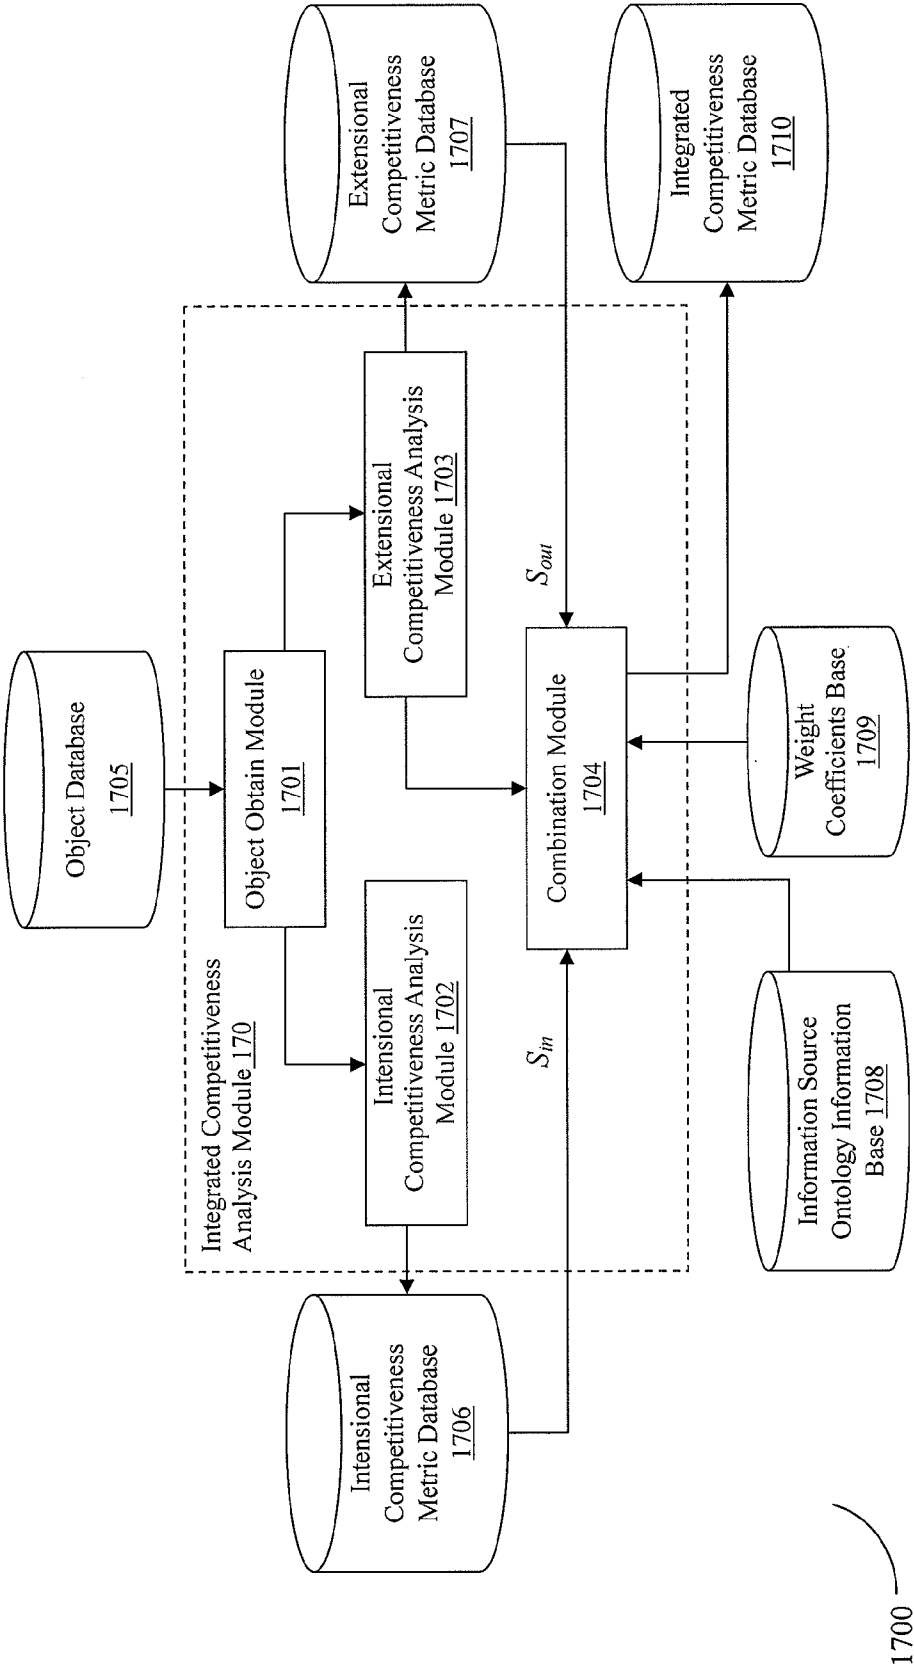 Object Database
1705
Integrated Competitiveness
Analysis Module 170
Object Obtain Module
1701
Intensional
Competitiveness
Metric Database
1706
Intensional
Competitiveness Analysis
Module 1702
Extensional
Competitiveness Analysis
Module 1703
Extensional
Competitiveness
Metric Database
1707
Sin
Combination Module
1704
Sout
Information Source
Ontology Information
Base 1708
Weight
Coefficients Base
1709
Integrated
Competitiveness
Metric Database
1710
1700